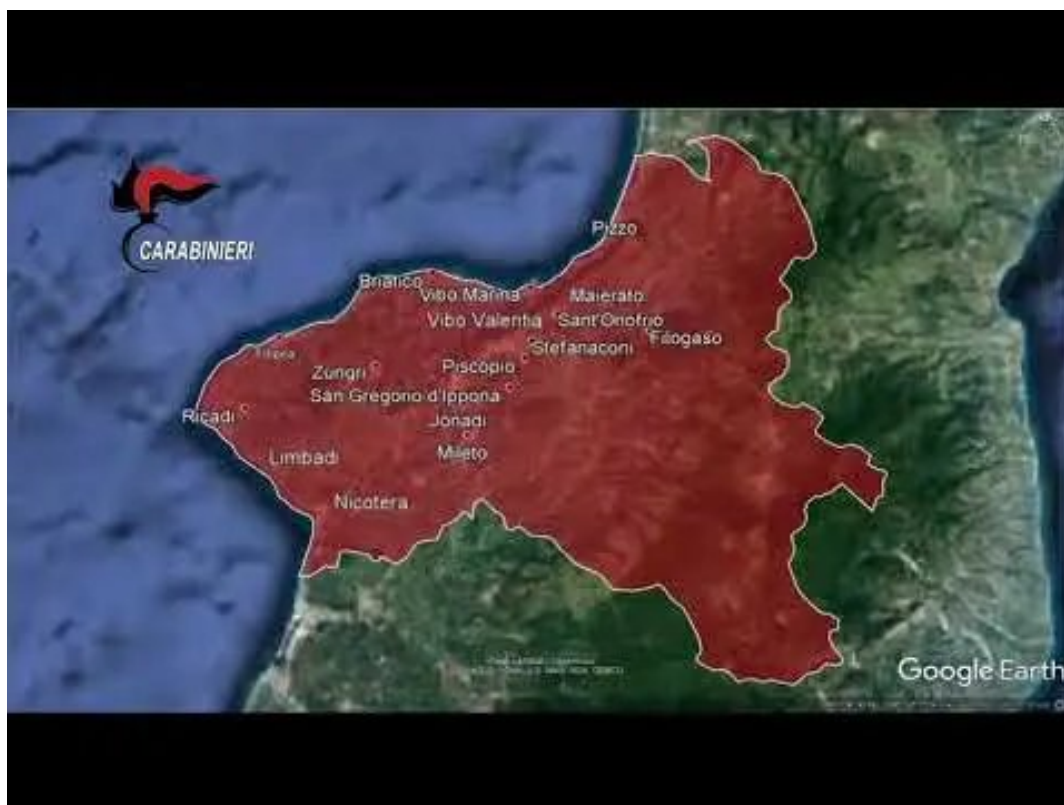 CARABINIERI
Pizzo
Briatico
Vibo Marina
Maierato
Vibo Valentia
Sant'Onofrio
Filogaso
Stefanaconi
Zungri
Piscopio
San Gregorio d'Ippona
Ricadi
Jonadi
Limbadi
Mileto
Nicotera
Google Earth